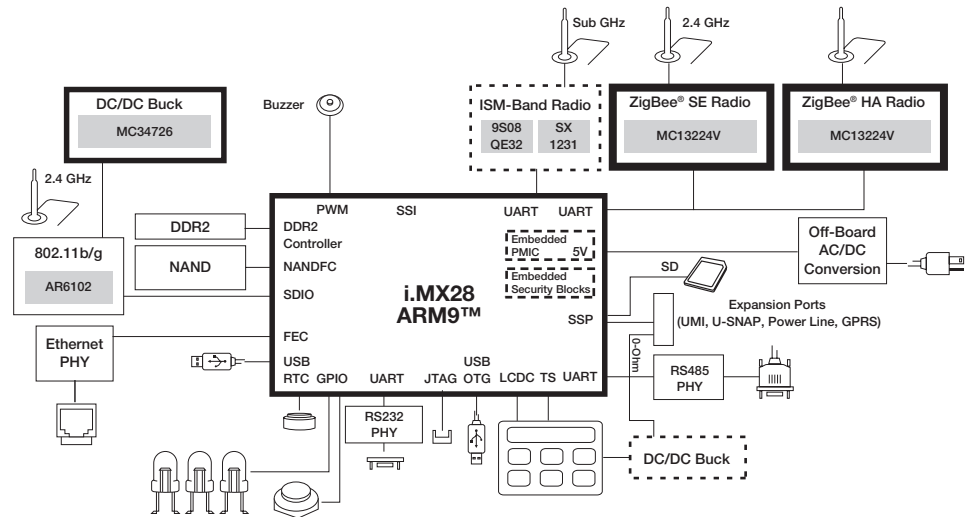 Sub GHz
2.4 GHz
DC/DC Buck
MC34726
Buzzer
ISM-Band Radio
9S08
QE32
SX
1231
ZigBee® SE Radio
MC13224V
ZigBee® HA Radio
MC13224V
2.4 GHz
802.11b/g
AR6102
DDR2
NAND
Ethernet
PHY
PWM
SSI
UART
UART
DDR2
Controller
NANDFC
SDIO
FEC
USB
RTC
GPIO
UART
JTAG
USB
OTG
LCDC
TS
UART
SSP
Embedded
PMIC
5V
Embedded
Security Blocks
i.MX28
ARM9™
Off-Board
AC/DC
Conversion
SD
Expansion Ports
(UMI, U-SNAP, Power Line, GPRS)
0-Ohm
RS485
PHY
RS232
PHY
DC/DC Buck